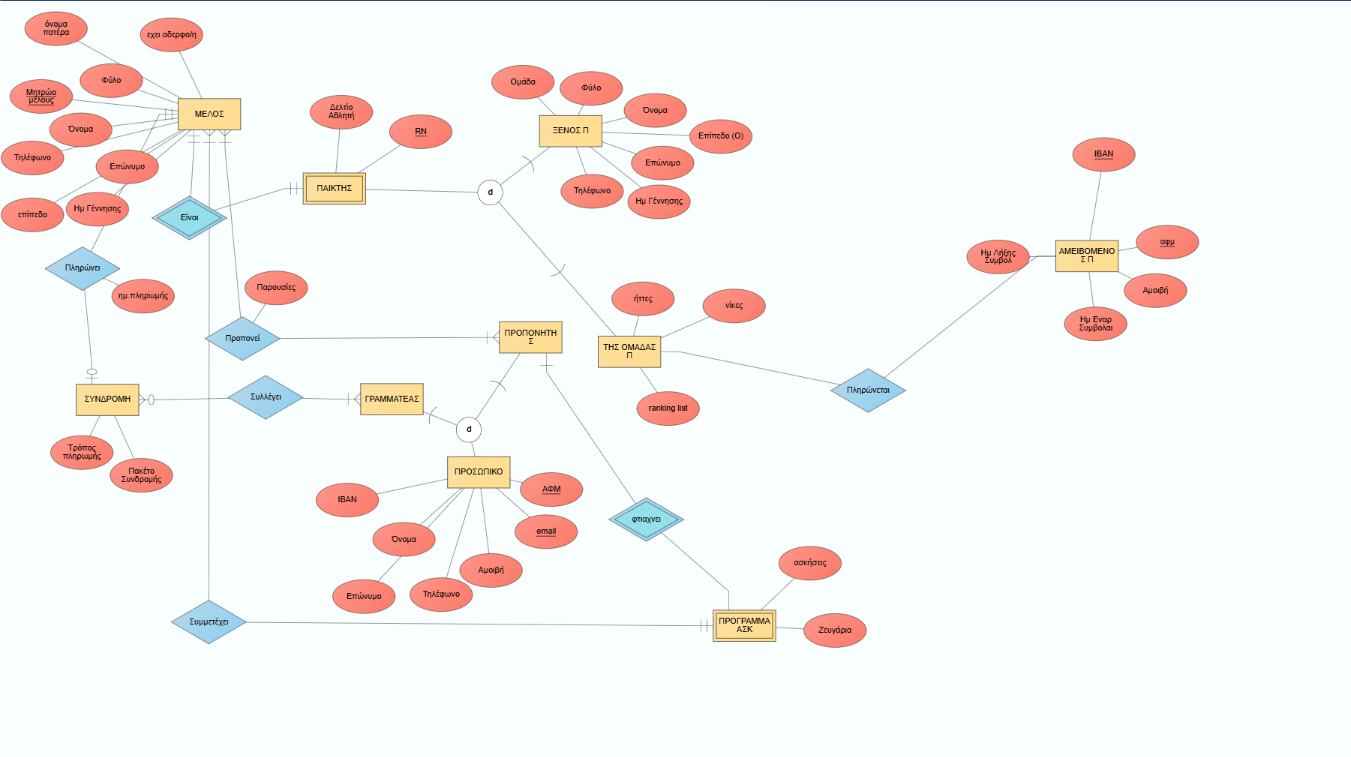 όνομα
πατέρα
εχει αδερφο/η
Φύλο
Μητρώο
μέλους
ΜΕΛΟΣ
Όνομα
Τηλέφωνο
Επώνυμο
επίπεδο
Ημ Γέννησης
Είναι
Δελτίο
Αθλητή
RN
ΠΑΙΚΤΗΣ
d
Ομάδα
Φύλο
Όνομα
ΞΕΝΟΣ Π
Επίπεδο (Ο)
Επώνυμο
Τηλέφωνο
Ημ Γέννησης
IBAN
αφμ
Ημ Λήξης
Συμβολ
ΑΜΕΙΒΟΜΕΝΟ
Σ Π
Αμοιβή
Ημ Εναρ
Συμβολαι
Πληρώνει
ημ.πληρωμής
Παρουσίες
Προπονεί
ΠΡΟΠΟΝΗΤΗ
Σ
ήττες
νίκες
ΤΗΣ ΟΜΑΔΑΣ
Π
ranking list
Πληρώνεται
ΣΥΝΔΡΟΜΗ
Συλλέγει
ΓΡΑΜΜΑΤΕΑΣ
d
Τρόπος
πληρωμής
Πακέτο
Συνδρομής
ΠΡΟΣΩΠΙΚΟ
IBAN
ΑΦΜ
email
Όνομα
Αμοιβή
Επώνυμο
Τηλέφωνο
φτιαχνει
ασκήσεις
Συμμετέχει
ΠΡΟΓΡΑΜΜΑ
ΑΣΚ
Ζευγάρια